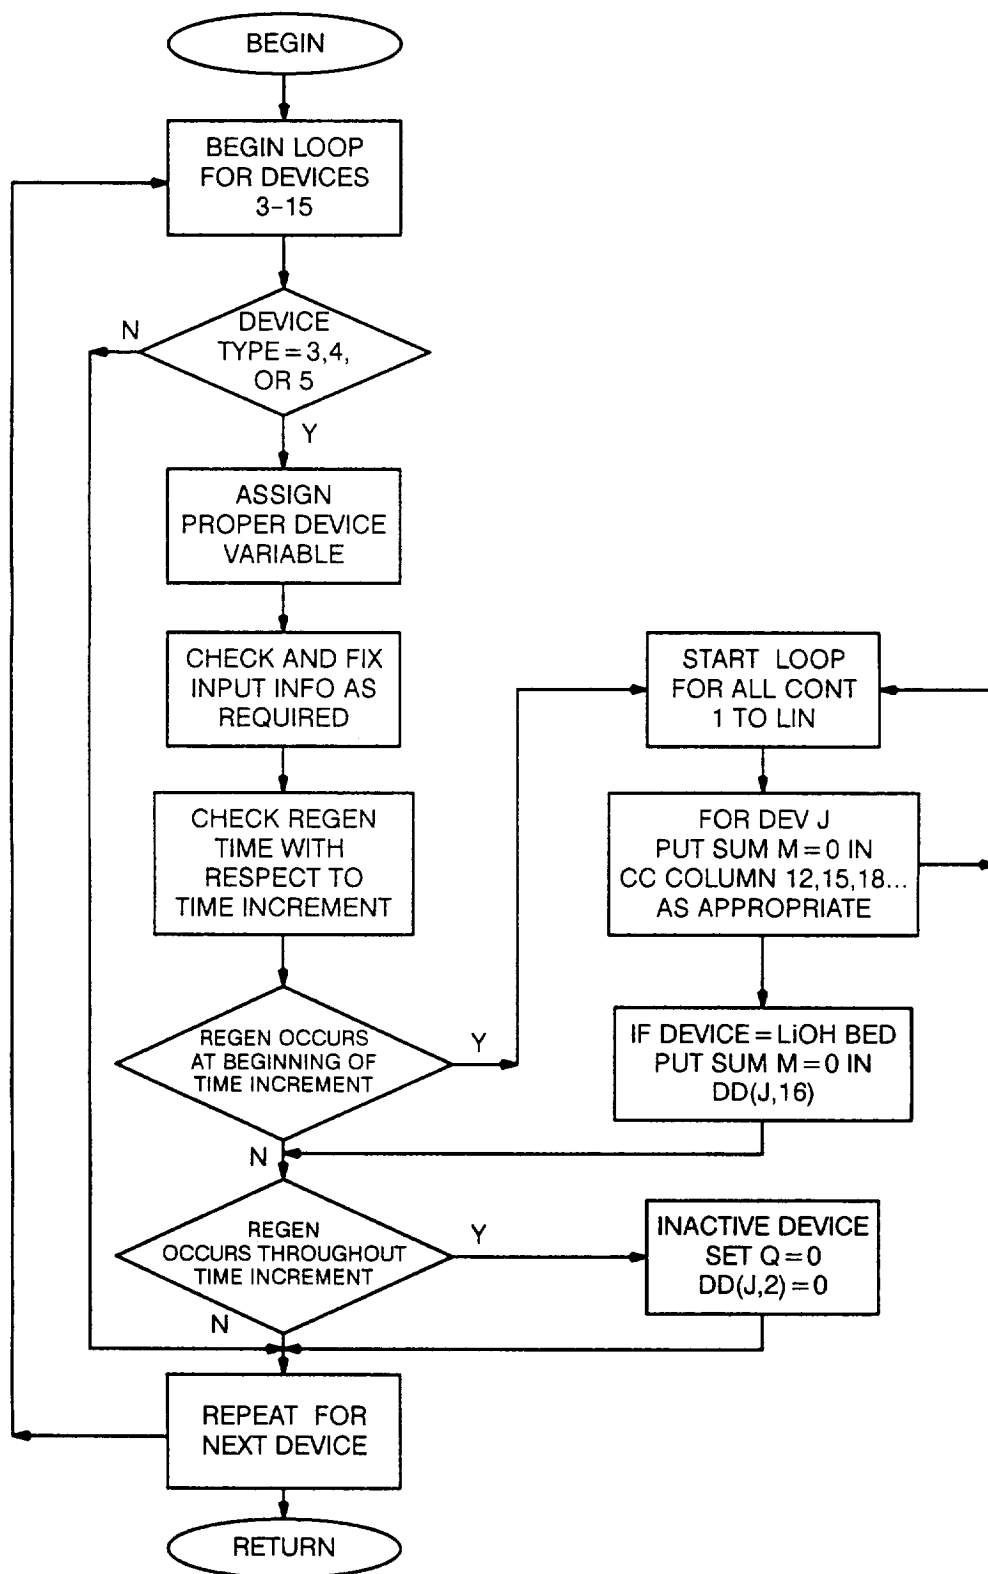 BEGIN
BEGIN LOOP
FOR DEVICES
3-15
DEVICE
TYPE = 3,4,
OR 5
N
Y
ASSIGN
PROPER DEVICE
VARIABLE
CHECK AND FIX
INPUT INFO AS
REQUIRED
CHECK REGEN
TIME WITH
RESPECT TO
TIME INCREMENT
REGEN OCCURS
AT BEGINNING OF
TIME INCREMENT
Y
N
START LOOP
FOR ALL CONT
1 TO LIN
FOR DEV J
PUT SUM M = 0 IN
CC COLUMN 12,15,18...
AS APPROPRIATE
IF DEVICE = LiOH BED
PUT SUM M = 0 IN
DD(J,16)
REGEN
OCCURS THROUGHOUT
TIME INCREMENT
Y
N
INACTIVE DEVICE
SET Q = 0
DD(J,2) = 0
REPEAT FOR
NEXT DEVICE
RETURN